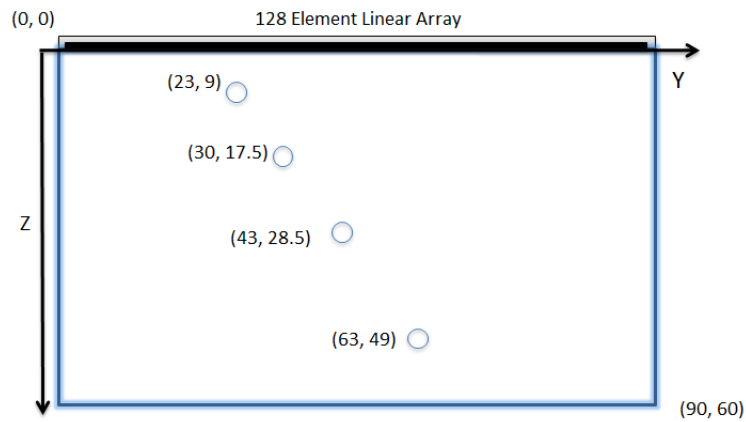 (0, 0)
128 Element Linear Array
Y
(23, 9)
(30, 17.5)
Z
(43, 28.5)
(63, 49)
(90, 60)